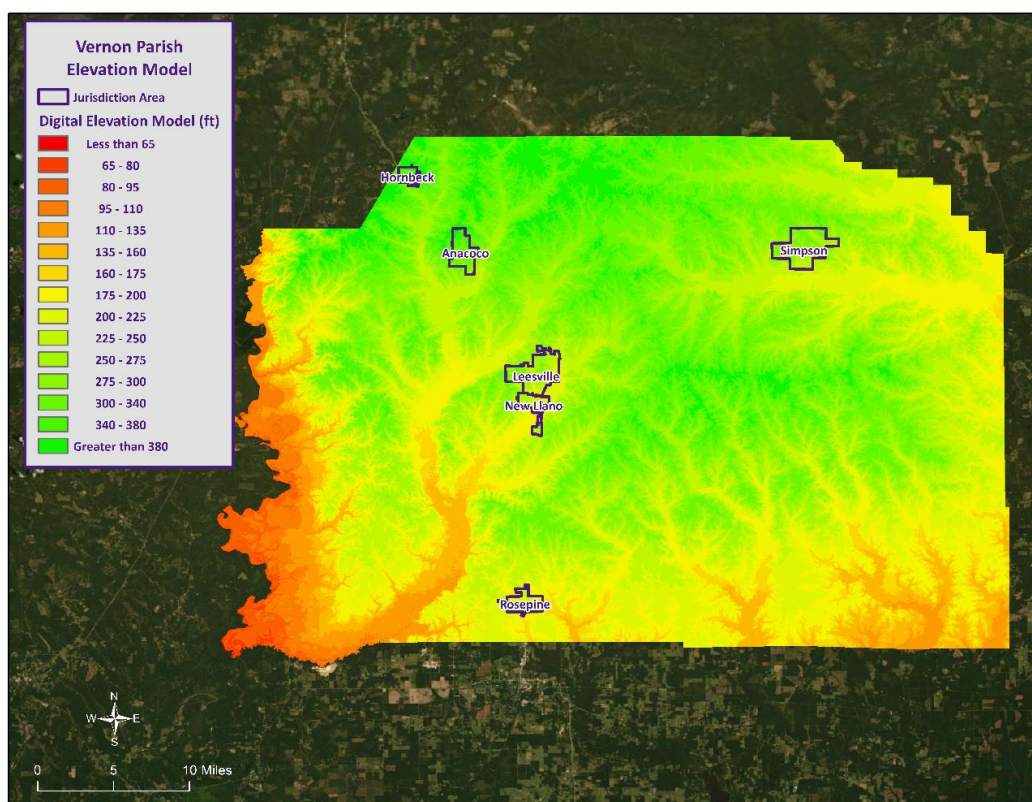 Vernon Parish
Elevation Model
Jurisdiction Area
Digital Elevation Model (ft)
Less than 65
65 - 80
80 - 95
95 - 110
110 - 135
135 - 160
160 - 175
175 - 200
200 - 225
225 - 250
250 - 275
275 - 300
300 - 340
340 - 380
Greater than 380
Hornbeck
Anacoco
Simpson
Leesville
New Llano
Rosepine
N
W E
S
0 5 10 Miles